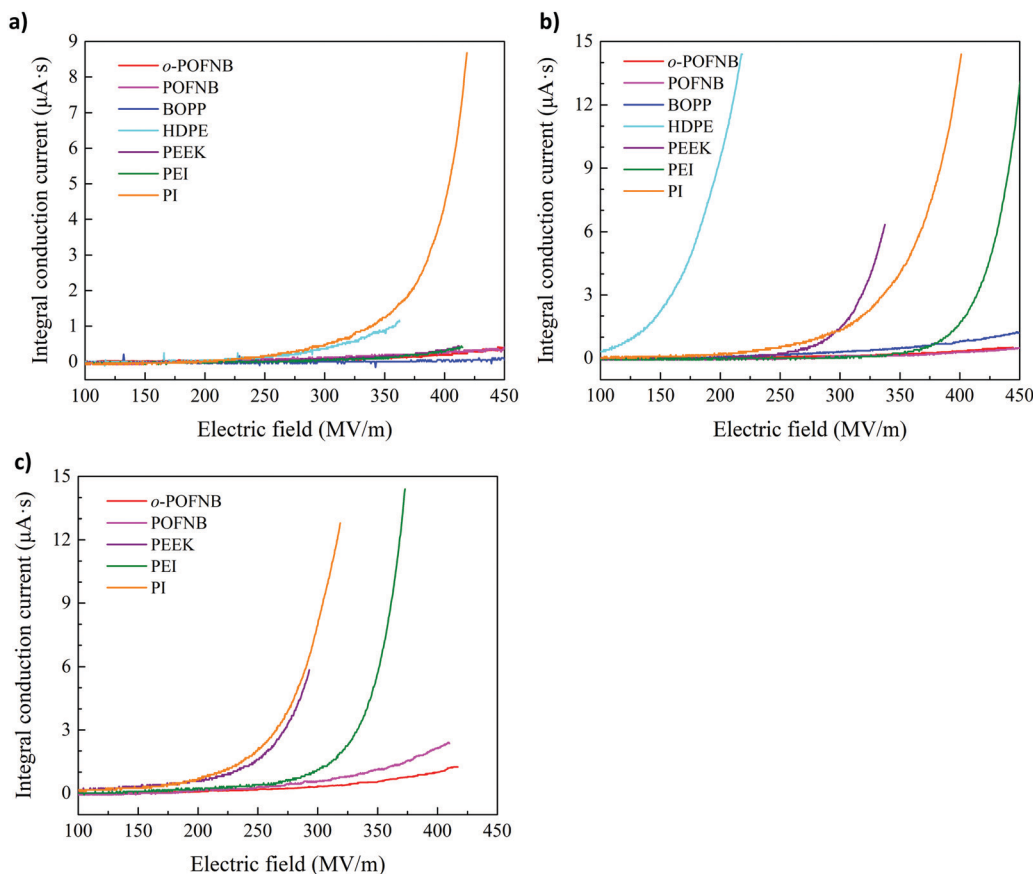 a)
Integral conduction current (μA·s)
9
8
7
6
5
4
3
2
1
0
o-POFNB
POFNB
BOPP
HDPE
PEEK
PEI
PI
100 150 200 250 300 350 400 450
Electric field (MV/m)
b)
Integral conduction current (μA·s)
15
12
9
6
3
0
o-POFNB
POFNB
BOPP
HDPE
PEEK
PEI
PI
100 150 200 250 300 350 400 450
Electric field (MV/m)
c)
Integral conduction current (μA·s)
15
12
9
6
3
0
o-POFNB
POFNB
PEEK
PEI
PI
100 150 200 250 300 350 400 450
Electric field (MV/m)